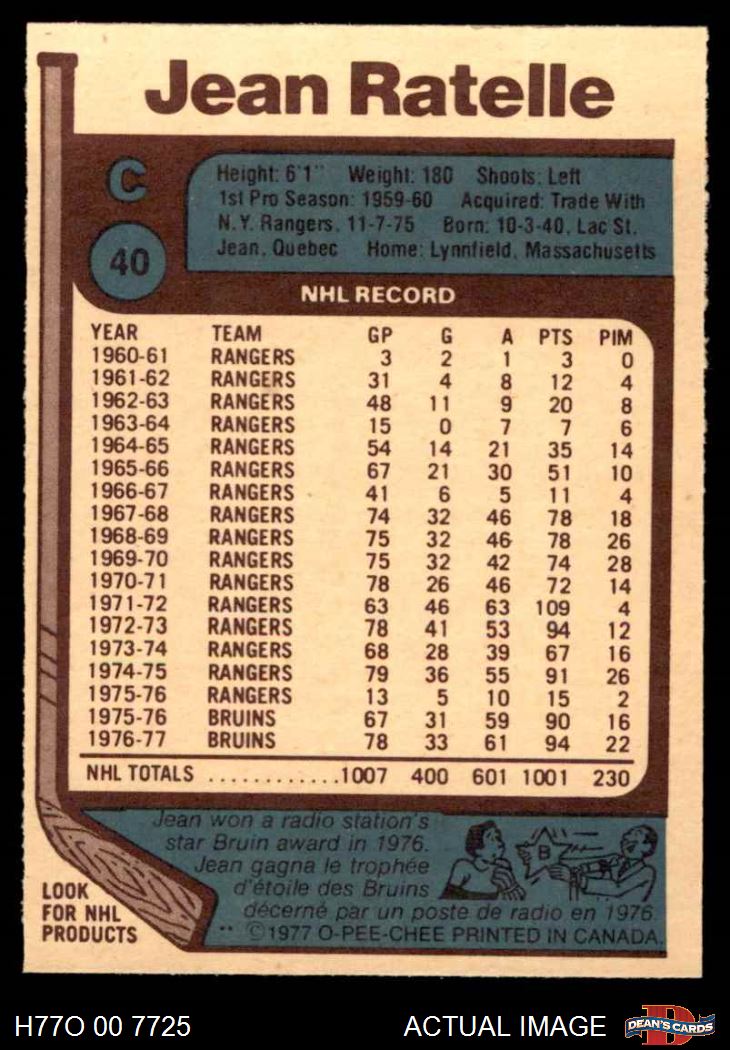 Jean Ratelle
C
40
Height: 6'1" Weight: 180 Shoots: Left
1st Pro Season: 1959-60 Acquired: Trade With
N.Y. Rangers, 11-7-75 Born: 10-3-40, Lac St.
Jean, Quebec Home: Lynnfield, Massachusetts
NHL RECORD
YEAR TEAM GP G A PTS PIM
1960-61 RANGERS 3 2 1 3 0
1961-62 RANGERS 31 4 8 12 4
1962-63 RANGERS 48 11 9 20 8
1963-64 RANGERS 15 0 7 7 6
1964-65 RANGERS 54 14 21 35 14
1965-66 RANGERS 67 21 30 51 10
1966-67 RANGERS 41 6 5 11 4
1967-68 RANGERS 74 32 46 78 18
1968-69 RANGERS 75 32 46 78 26
1969-70 RANGERS 75 32 42 74 28
1970-71 RANGERS 78 26 46 72 14
1971-72 RANGERS 63 46 63 109 4
1972-73 RANGERS 78 41 53 94 12
1973-74 RANGERS 68 28 39 67 16
1974-75 RANGERS 79 36 55 91 26
1975-76 RANGERS 13 5 10 15 2
1975-76 BRUINS 67 31 59 90 16
1976-77 BRUINS 78 33 61 94 22
NHL TOTALS ............1007 400 601 1001 230
Jean won a radio station's
star Bruin award in 1976.
Jean gagna le trophée
d'étoile des Bruins
décerné par un poste de radio en 1976.
B
** ©1977 O-PEE-CHEE PRINTED IN CANADA.
LOOK
FOR NHL
PRODUCTS
H77O 00 7725 ACTUAL IMAGE
D
DEAN'S CARDS